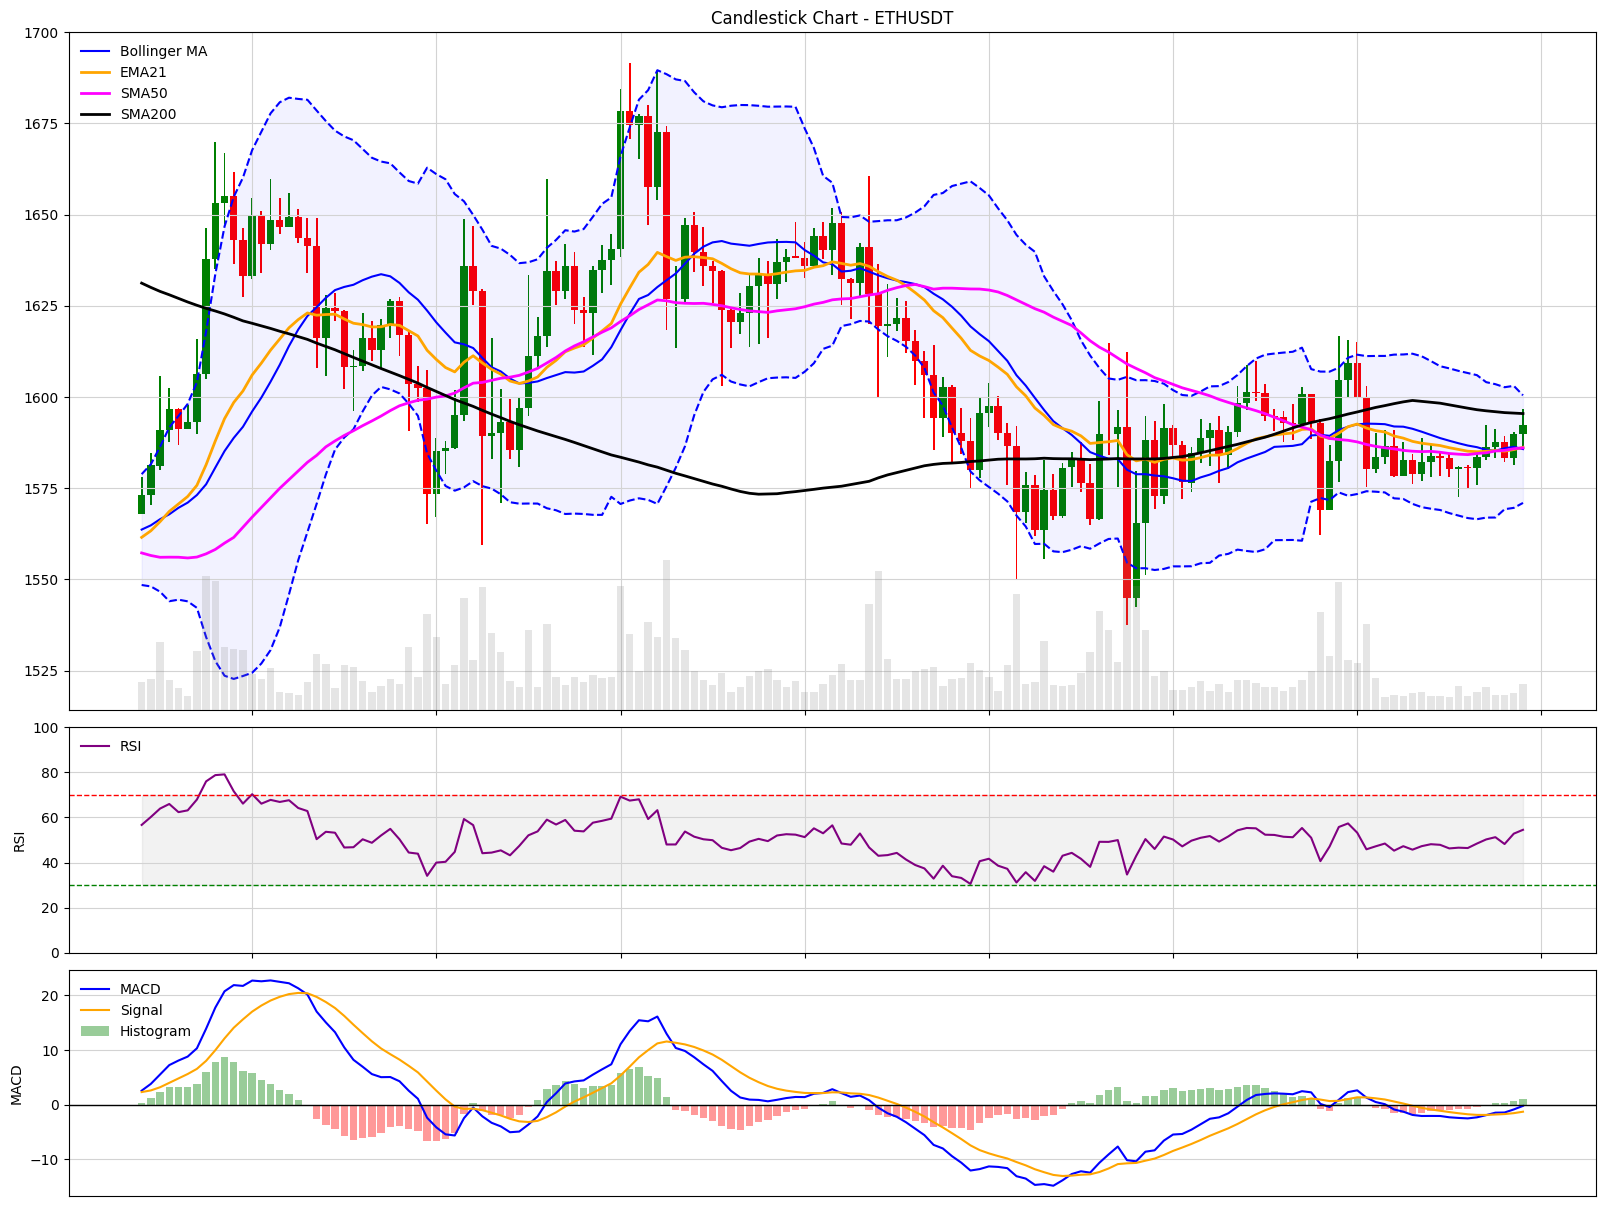 Candlestick Chart - ETHUSDT
1700
1675
1650
1625
1600
1575
1550
1525
Bollinger MA
EMA21
SMA50
SMA200
100
80
60
40
20
0
RSI
RSI
20
10
0
−10
MACD
MACD
Signal
Histogram